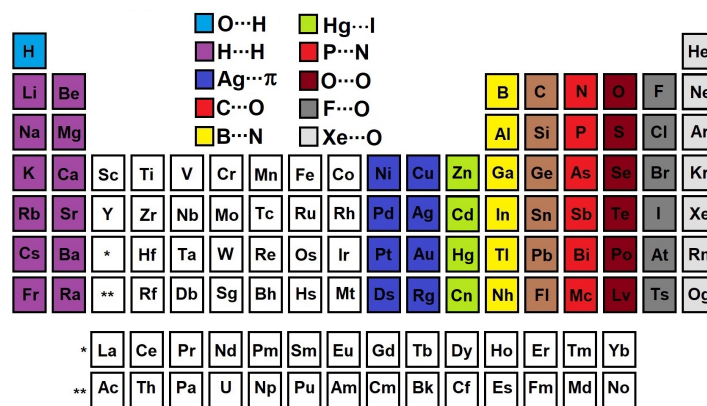 O···H Hg···I
H He
H···H P···N
Li Be Ag···π O···O B C N O F Ne
C···O F···O
Na Mg B···N Xe···O Al Si P S Cl Ar
K Ca Sc Ti V Cr Mn Fe Co Ni Cu Zn Ga Ge As Se Br Kr
Rb Sr Y Zr Nb Mo Tc Ru Rh Pd Ag Cd In Sn Sb Te I Xe
Cs Ba * Hf Ta W Re Os Ir Pt Au Hg Tl Pb Bi Po At Rn
Fr Ra ** Rf Db Sg Bh Hs Mt Ds Rg Cn Nh Fl Mc Lv Ts Og
* La Ce Pr Nd Pm Sm Eu Gd Tb Dy Ho Er Tm Yb
** Ac Th Pa U Np Pu Am Cm Bk Cf Es Fm Md No